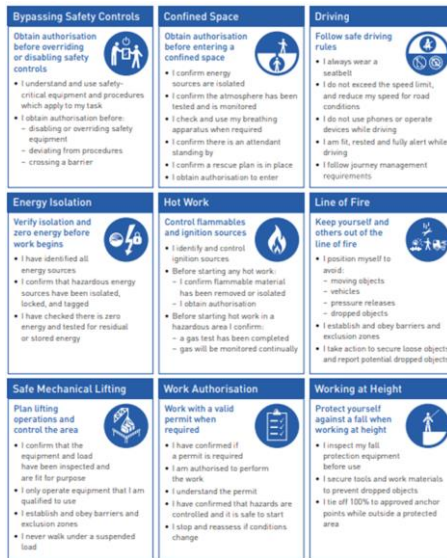 Bypassing Safety Controls
Obtain authorisation
before overriding
or disabling safety
controls
• I understand and use safety-
critical equipment and procedures
which apply to my task
• I obtain authorisation before:
– disabling or overriding safety
equipment
– deviating from procedures
– crossing a barrier
Confined Space
Obtain authorisation
before entering a
confined space
• I confirm energy
sources are isolated
• I confirm the atmosphere has been
tested and is monitored
• I check and use my breathing
apparatus when required
• I confirm there is an attendant
standing by
• I confirm a rescue plan is in place
• I obtain authorisation to enter
Driving
Follow safe driving
rules
• I always wear a
seatbelt
• I do not exceed the speed limit,
and reduce my speed for road
conditions
• I do not use phones or operate
devices while driving
• I am fit, rested and fully alert while
driving
• I follow journey management
requirements
Energy Isolation
Verify isolation and
zero energy before
work begins
• I have identified all
energy sources
• I confirm that hazardous energy
sources have been isolated,
locked, and tagged
• I have checked there is zero
energy and tested for residual
or stored energy
Hot Work
Control flammables
and ignition sources
• I identify and control
ignition sources
• Before starting any hot work:
– I confirm flammable material
has been removed or isolated
– I obtain authorisation
• Before starting hot work in a
hazardous area I confirm:
– a gas test has been completed
– gas will be monitored continually
Line of Fire
Keep yourself and
others out of the
line of fire
• I position myself to
avoid:
– moving objects
– vehicles
– pressure releases
– dropped objects
• I establish and obey barriers and
exclusion zones
• I take action to secure loose objects
and report potential dropped objects
Safe Mechanical Lifting
Plan lifting
operations and
control the area
• I confirm that the
equipment and load
have been inspected and
are fit for purpose
• I only operate equipment that I am
qualified to use
• I establish and obey barriers and
exclusion zones
• I never walk under a suspended
load
Work Authorisation
Work with a valid
permit when
required
• I have confirmed if
a permit is required
• I am authorised to perform
the work
• I understand the permit
• I have confirmed that hazards are
controlled and it is safe to start
• I stop and reassess if conditions
change
Working at Height
Protect yourself
against a fall when
working at height
• I inspect my fall
protection equipment
before use
• I secure tools and work materials
to prevent dropped objects
• I tie off 100% to approved anchor
points while outside a protected
area